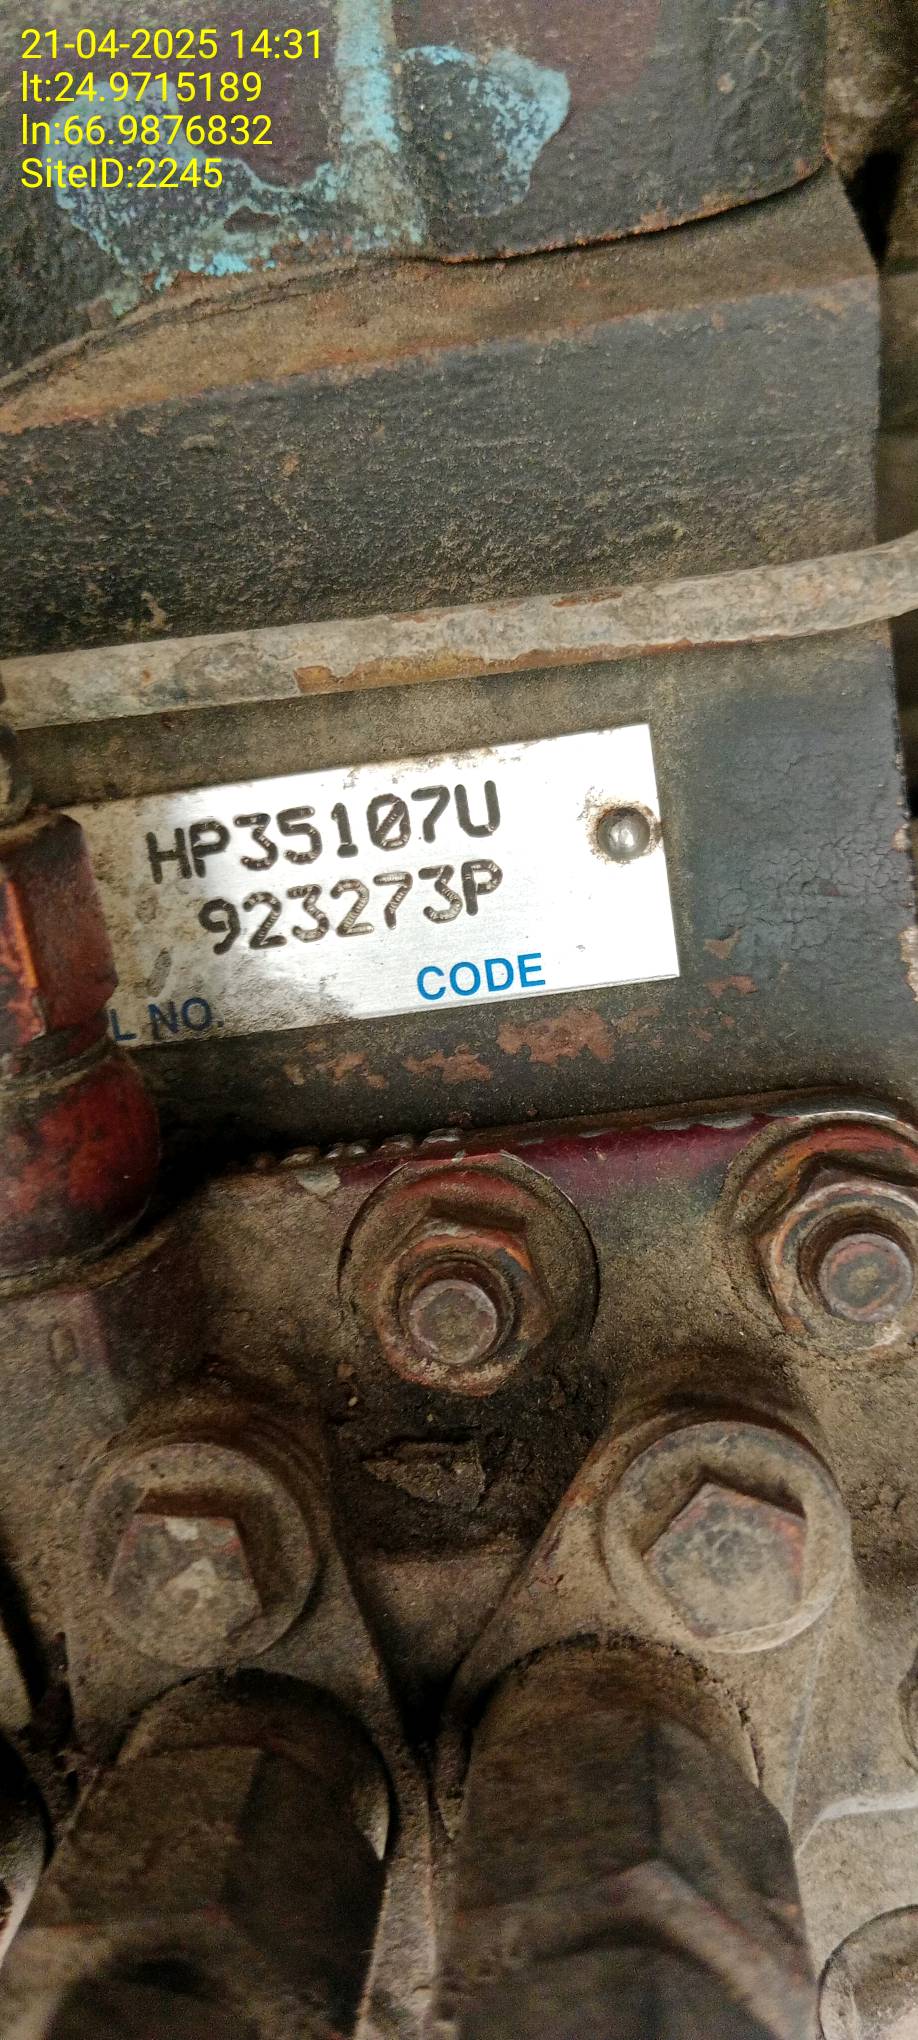 21-04-2025 14:31
lt:24.9715189
ln:66.9876832
SiteID:2245
HP35107U
923273P
CODE
L NO.